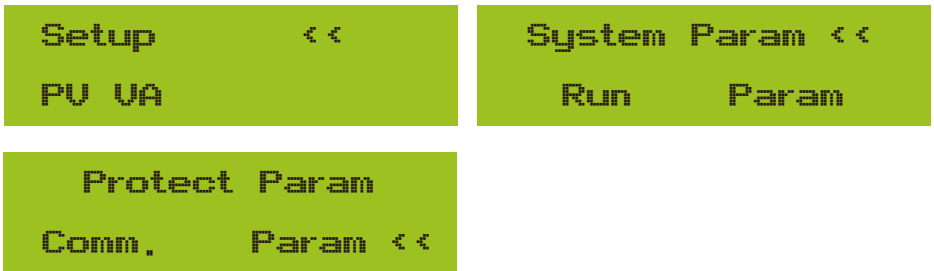 Setup <<
PV VA
System Param <<
Run Param
Protect Param
Comm. Param <<